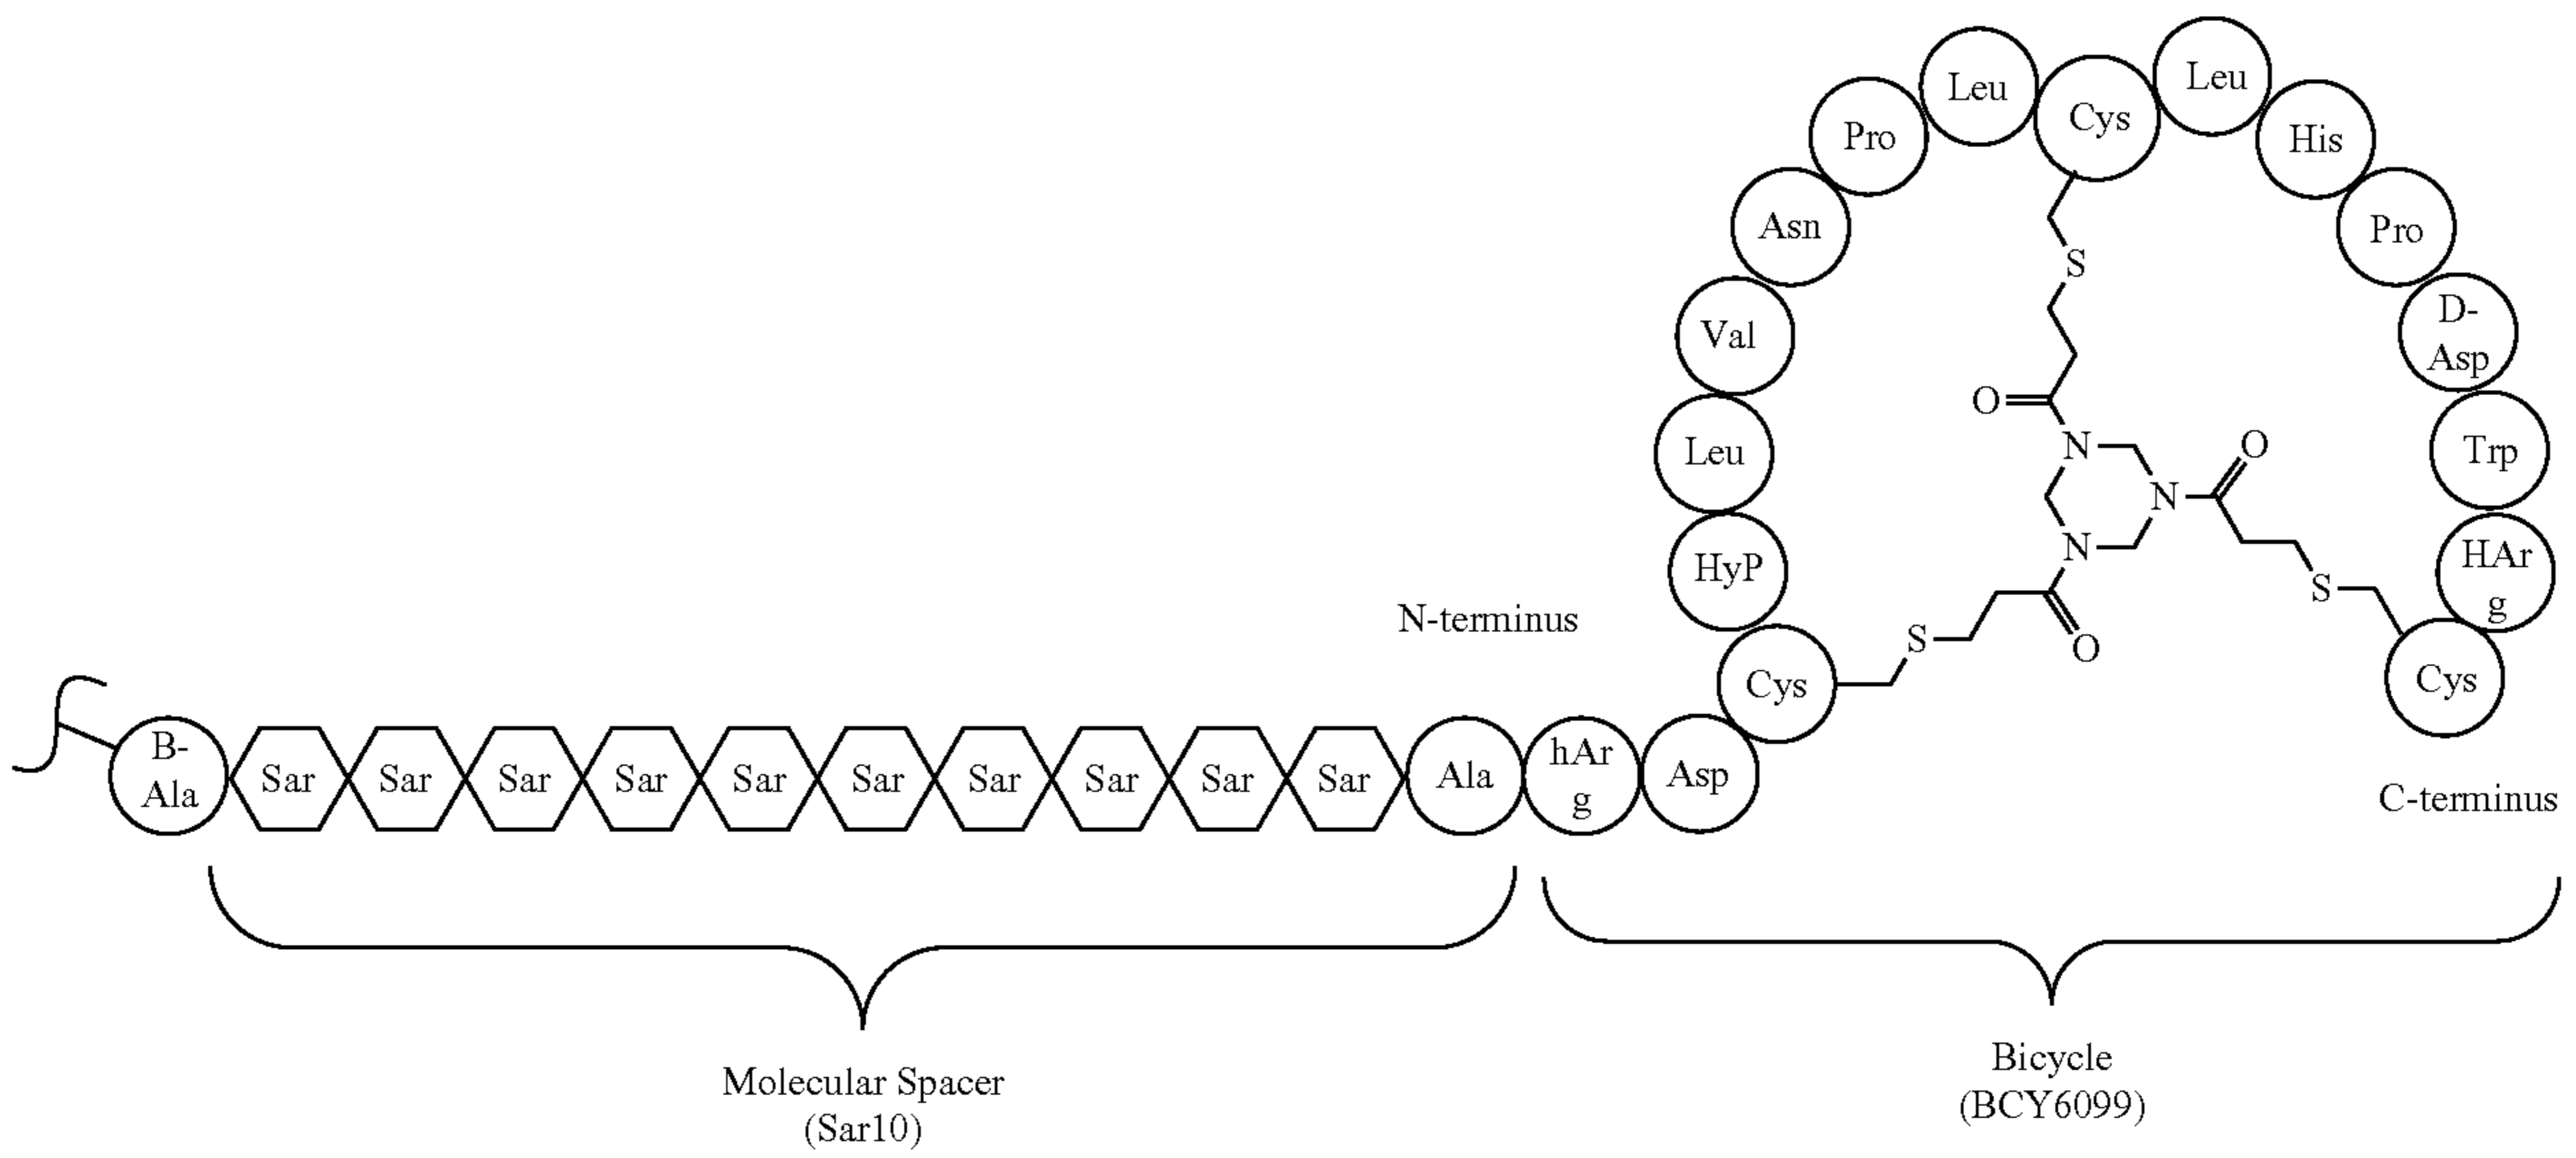 Leu
Cys
Leu
Pro
His
Asn
Pro
S
Val
D-
Asp
O
N
O
Leu
Trp
N
N
HyP
HAr
g
S
N-terminus
S
O
Cys
Cys
B-
Ala
Sar
Sar
Sar
Sar
Sar
Sar
Sar
Sar
Sar
Sar
Ala
hAr
g
Asp
C-terminus
Molecular Spacer
(Sar10)
Bicycle
(BCY6099)